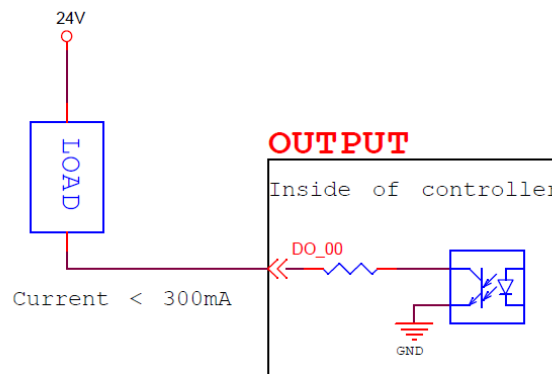 24V
LOAD
OUTPUT
Inside of controller
DO_00
Current < 300mA
GND